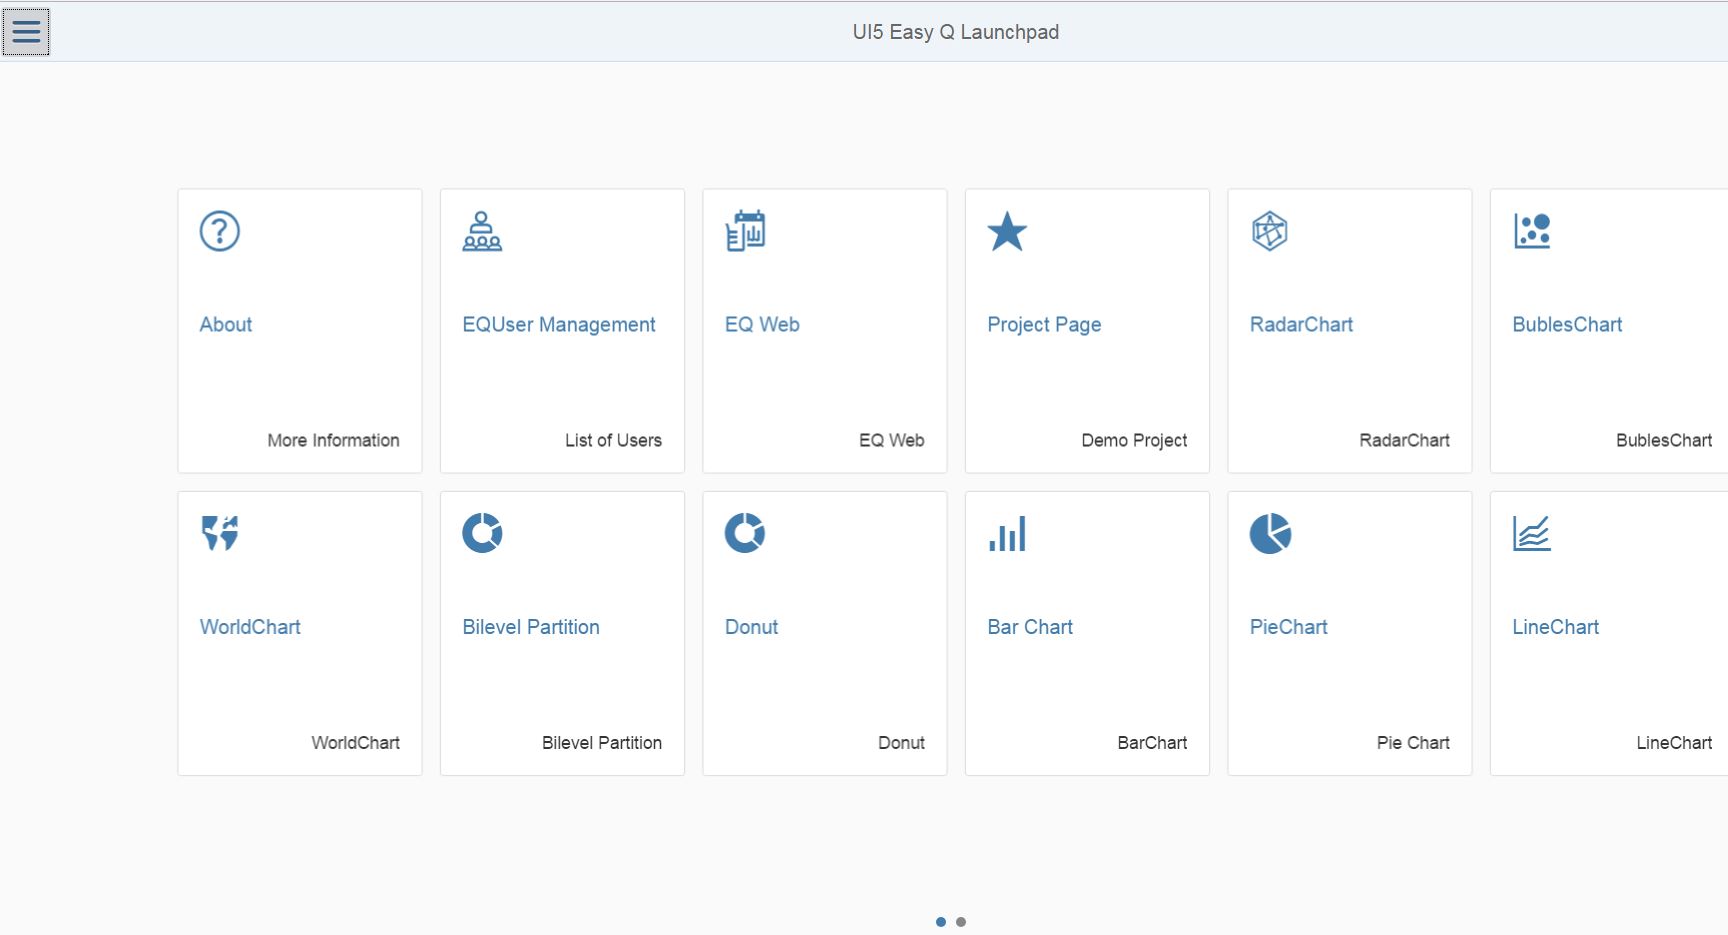 UI5 Easy Q Launchpad
About
EQUser Management
EQ Web
Project Page
RadarChart
BublesChart
More Information
List of Users
EQ Web
Demo Project
RadarChart
BublesChart
WorldChart
Bilevel Partition
Donut
Bar Chart
PieChart
LineChart
WorldChart
Bilevel Partition
Donut
BarChart
Pie Chart
LineChart